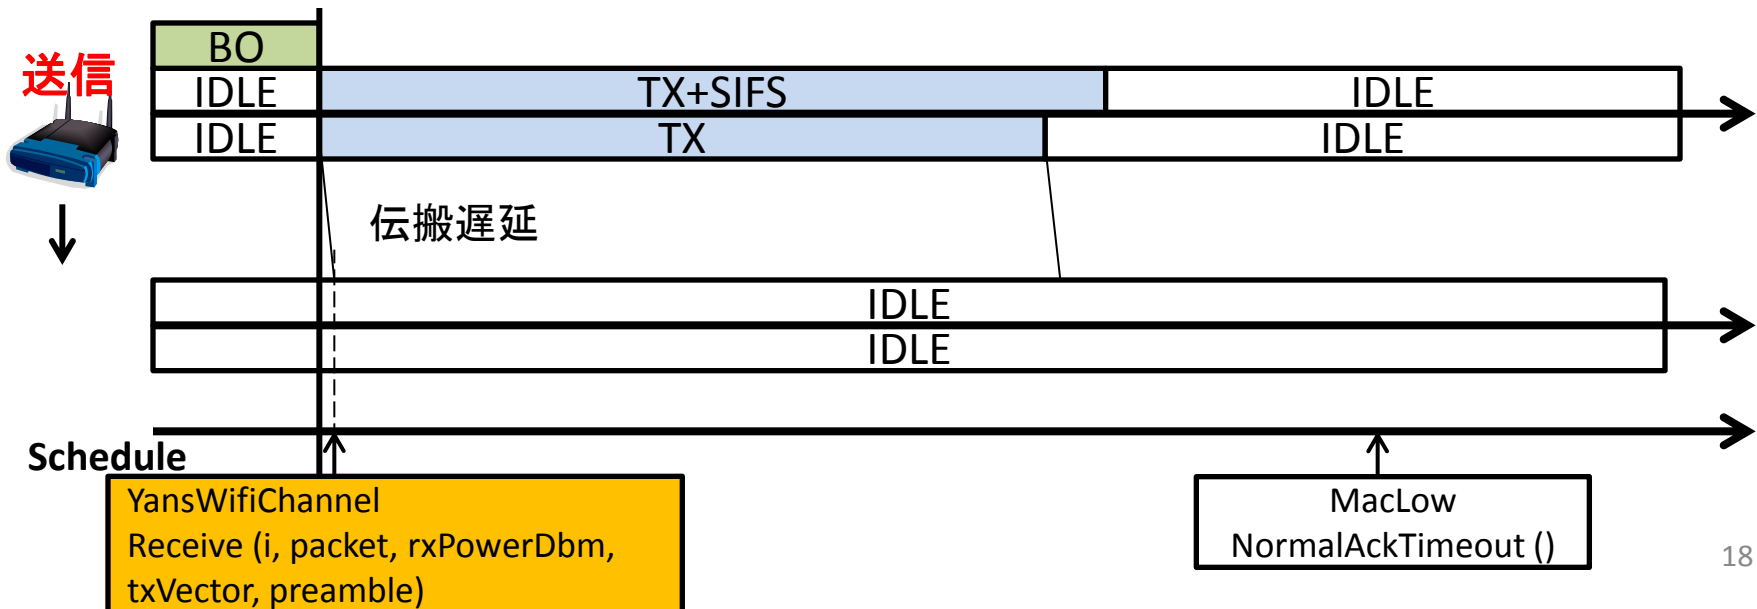 BO
送信
IDLE
TX+SIFS
IDLE
IDLE
TX
IDLE
伝搬遅延
IDLE
IDLE
Schedule
YansWifiChannel
Receive (i, packet, rxPowerDbm,
txVector, preamble)
MacLow
NormalAckTimeout ()
18